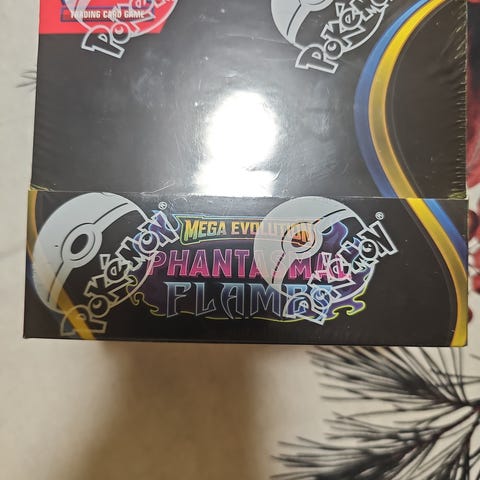 TRADING CARD GAME
POKéMON
POKéMON
MEGA EVOLUTION
PHANTASMAL
FLAMES
POKéMON®
POKéMON®